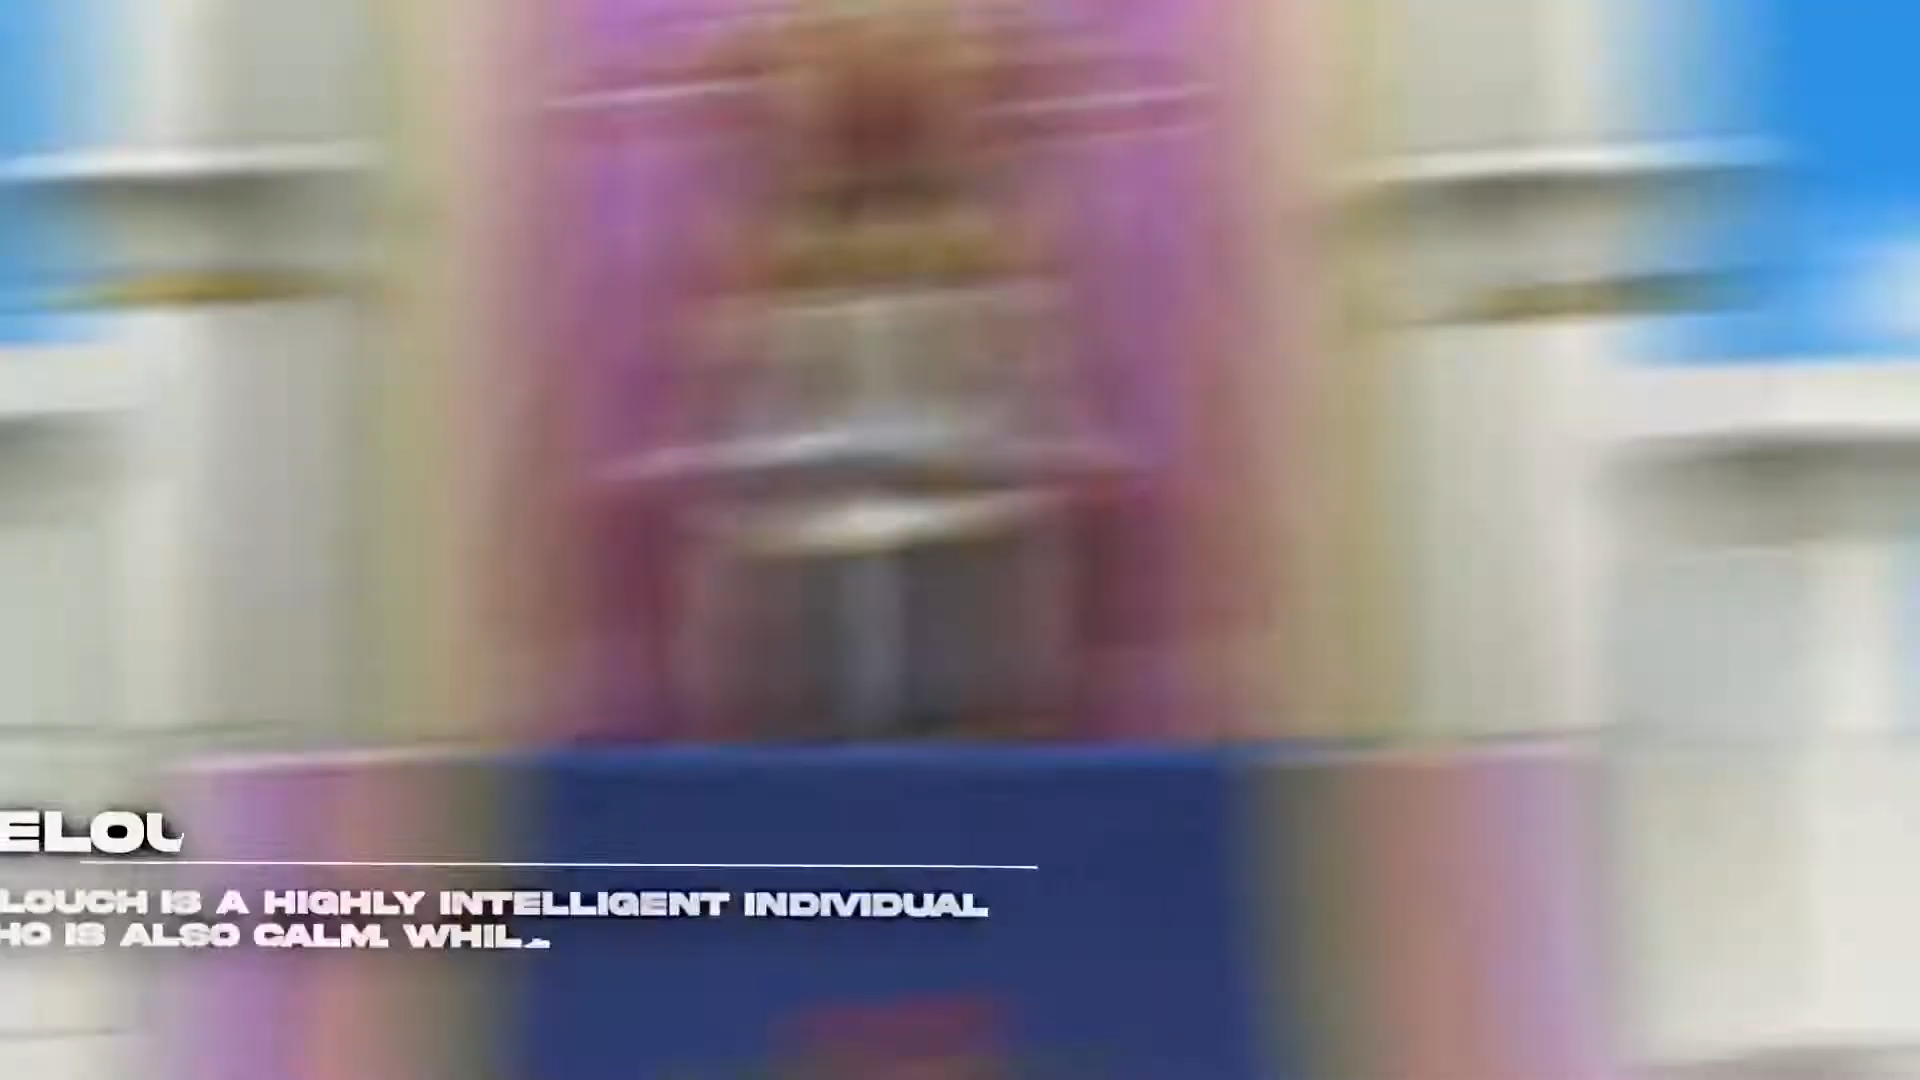 ELOU
LOUCH IS A HIGHLY INTELLIGENT INDIVIDUAL
HO IS ALSO CALM. WHIL